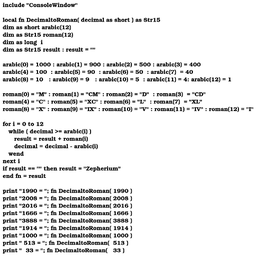 include "ConsoleWindow"
local fn DecimaltoRoman( decimal as short ) as Str15
dim as short arabic(12)
dim as Str15 roman(12)
dim as long i
dim as Str15 result : result = ""
arabic(0) = 1000 : arabic(1) = 900 : arabic(2) = 500 : arabic(3) = 400
arabic(4) = 100 : arabic(5) = 90 : arabic(6) = 50 : arabic(7) = 40
arabic(8) = 10 : arabic(9) = 9 : arabic(10) = 5 : arabic(11) = 4: arabic(12) = 1
roman(0) = "M" : roman(1) = "CM" : roman(2) = "D" : roman(3) = "CD"
roman(4) = "C" : roman(5) = "XC" : roman(6) = "L" : roman(7) = "XL"
roman(8) = "X" : roman(9) = "IX" : roman(10) = "V" : roman(11) = "IV" : roman(12) = "I"
for i = 0 to 12
while ( decimal >= arabic(i) )
result = result + roman(i)
decimal = decimal - arabic(i)
wend
next i
if result == "" then result = "Zepherium"
end fn = result
print "1990 = "; fn DecimaltoRoman( 1990 )
print "2008 = "; fn DecimaltoRoman( 2008 )
print "2016 = "; fn DecimaltoRoman( 2016 )
print "1666 = "; fn DecimaltoRoman( 1666 )
print "3888 = "; fn DecimaltoRoman( 3888 )
print "1914 = "; fn DecimaltoRoman( 1914 )
print "1000 = "; fn DecimaltoRoman( 1000 )
print " 513 = "; fn DecimaltoRoman( 513 )
print "  33 = "; fn DecimaltoRoman( 33 )